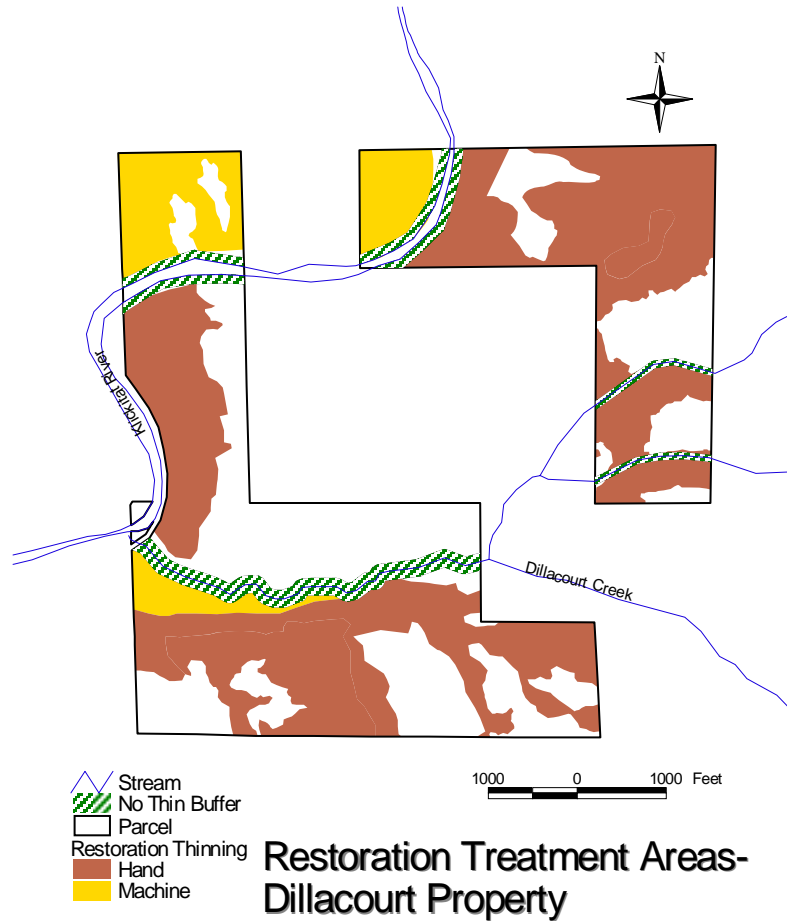 N
Klickitat River
Dillacourt Creek
Stream
No Thin Buffer
Parcel
Restoration Thinning
Hand
Machine
1000 0 1000 Feet
Restoration Treatment Areas-
Dillacourt Property